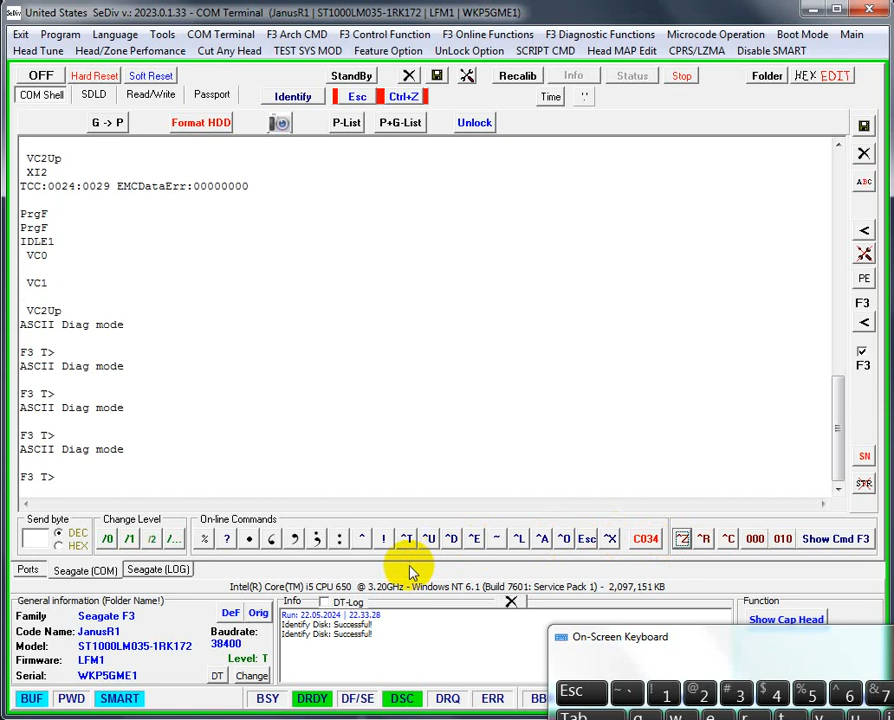 United States SeDiv v.: 2023.0.1.33 - COM Terminal (JanusR1 | ST1000LM035-1RK172 | LFM1 | WKP5GME1)
Exit Program Language Tools COM Terminal F3 Arch CMD F3 Control Function F3 Online Functions F3 Diagnostic Functions Microcode Operation Boot Mode Main
Head Tune Head/Zone Perfomance Cut Any Head TEST SYS MOD Feature Option UnLock Option SCRIPT CMD Head MAP Edit CPRS/LZMA Disable SMART
OFF Hard Reset Soft Reset StandBy Recalib Info Status Stop Folder HEX EDIT
COM Shell SDLD Read/Write Passport Identify Esc Ctrl+Z Time
G -> P Format HDD P-List P+G-List Unlock
VC2Up
XI2
TCC:0024:0029 EMCDataErr:00000000
PrgF
PrgF
IDLE1
VC0
VC1
VC2Up
ASCII Diag mode
F3 T>
ASCII Diag mode
F3 T>
ASCII Diag mode
F3 T>
ASCII Diag mode
F3 T>
ABC
<
PE
F3
<
F3
SN
STR
Send byte Change Level On-line Commands
DEC
HEX
/0 /1 /2 /... % ? ^ ! ^T ^U ^D ^E ~ ^L ^A ^O Esc ^X C034 ^Z ^R ^C 000 010 Show Cmd F3
Ports Seagate (COM) Seagate (LOG)
Intel(R) Core(TM) i5 CPU 650 @ 3.20GHz - Windows NT 6.1 (Build 7601: Service Pack 1) - 2,097,151 KB
General information (Folder Name!)
Family DeF Orig
Seagate F3
Code Name: JanusR1 Baudrate:
Model: ST1000LM035-1RK172 38400
Firmware: LFM1 Level: T
Serial: WKP5GME1 DT Change
Info DT-Log
Run: 22.05.2024 | 22.33.28
Identify Disk: Successful!
Identify Disk: Successful!
Function
Show Cap Head
On-Screen Keyboard
Esc ~ ` ! 1 @ 2 # 3 $ 4 % 5 ^ 6 & 7
Tab q w e r t y u
BUF PWD SMART BSY DRDY DF/SE DSC DRQ ERR BB